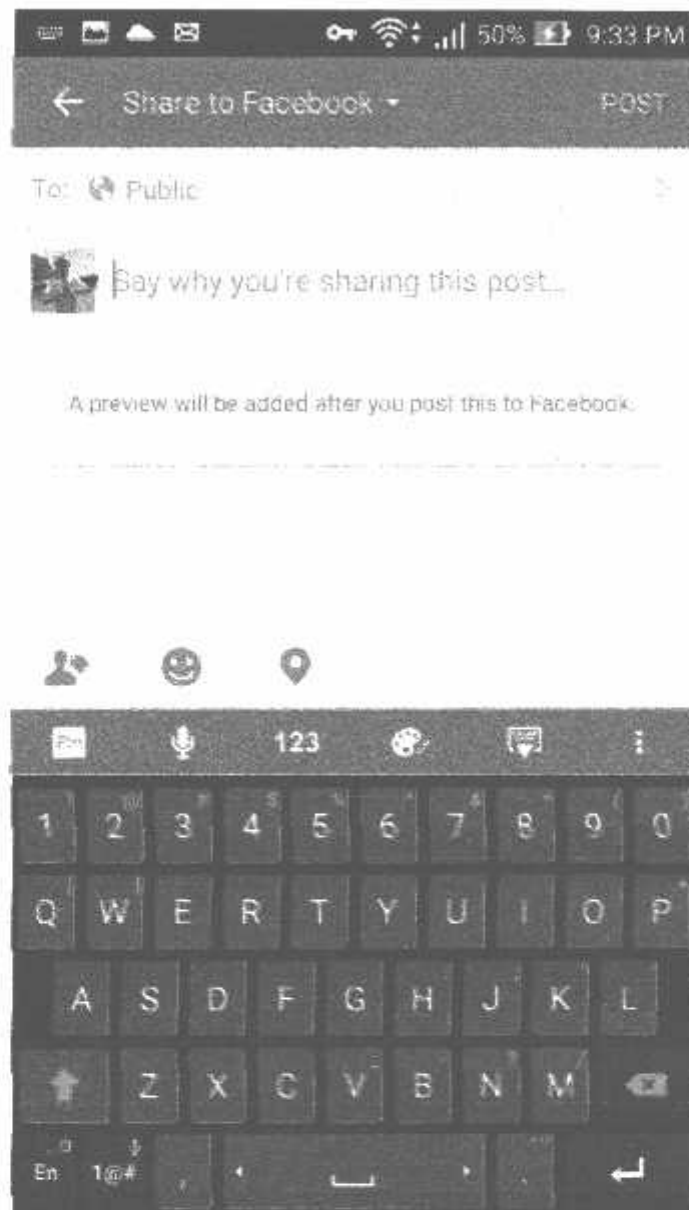 50% 9:33 PM
Share to Facebook POST
To: Public
Say why you're sharing this post...
A preview will be added after you post this to Facebook.
123
1 2 3 4 5 6 7 8 9 0
Q W E R T Y U I O P
A S D F G H J K L
Z X C V B N M
En 1@# , .